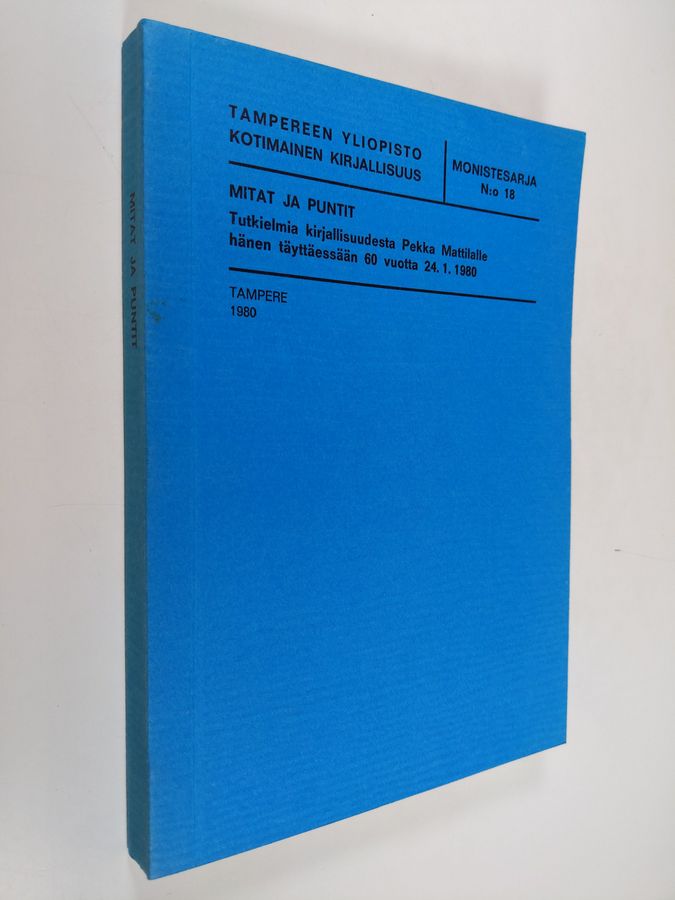 TAMPEREEN YLIOPISTO
KOTIMAINEN KIRJALLISUUS
MONISTESARJA
N:o 18
MITAT JA PUNTIT
Tutkielmia kirjallisuudesta Pekka Mattilalle
hänen täyttäessään 60 vuotta 24.1.1980
TAMPERE
1980
MITAT JA PUNTIT